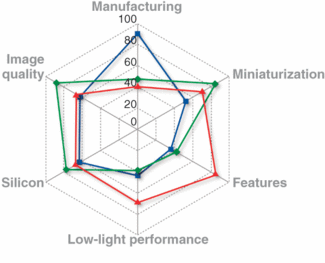 Manufacturing
100
80
60
40
20
0
Image
quality
Miniaturization
Silicon
Features
Low-light performance